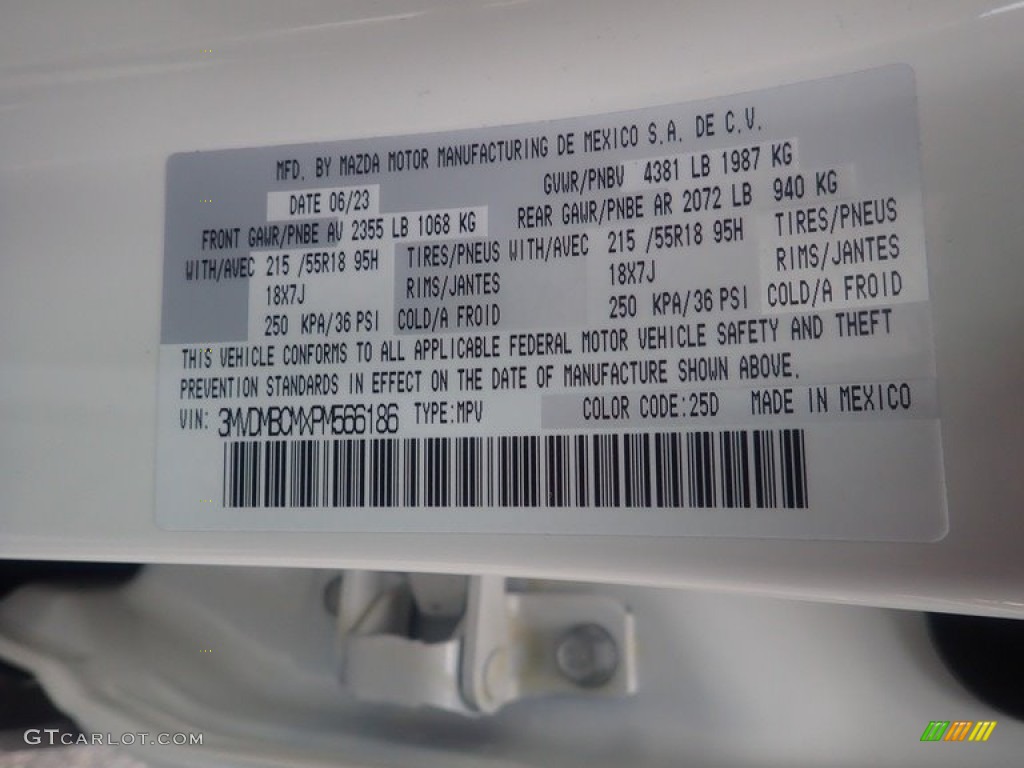 MFD. BY MAZDA MOTOR MANUFACTURING DE MEXICO S.A. DE C.V.
DATE 06/23 GVWR/PNBV 4381 LB 1987 KG
FRONT GAWR/PNBE AV 2355 LB 1068 KG REAR GAWR/PNBE AR 2072 LB 940 KG
WITH/AVEC 215 /55R18 95H TIRES/PNEUS WITH/AVEC 215 /55R18 95H TIRES/PNEUS
18X7J RIMS/JANTES 18X7J RIMS/JANTES
250 KPA/36 PSI COLD/A FROID 250 KPA/36 PSI COLD/A FROID
THIS VEHICLE CONFORMS TO ALL APPLICABLE FEDERAL MOTOR VEHICLE SAFETY AND THEFT
PREVENTION STANDARDS IN EFFECT ON THE DATE OF MANUFACTURE SHOWN ABOVE.
VIN: 3MVDMBCMXPM566186 TYPE:MPV COLOR CODE:25D MADE IN MEXICO
GTCARLOT.COM